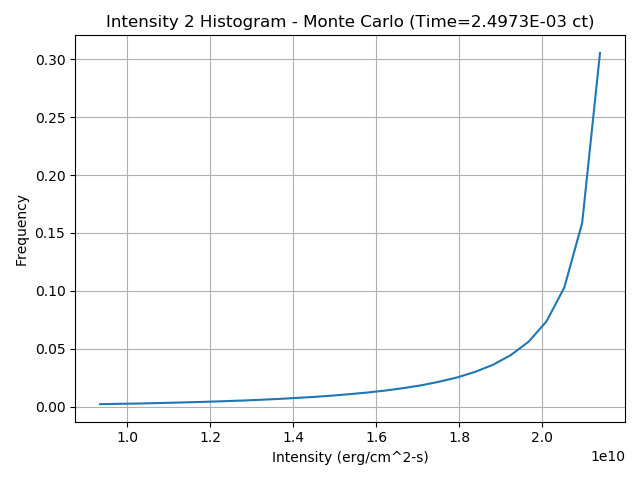 Intensity 2 Histogram - Monte Carlo (Time=2.4973E-03 ct)
0.30
0.25
0.20
0.15
0.10
0.05
0.00
Frequency
1.0 1.2 1.4 1.6 1.8 2.0
1e10
Intensity (erg/cm^2-s)